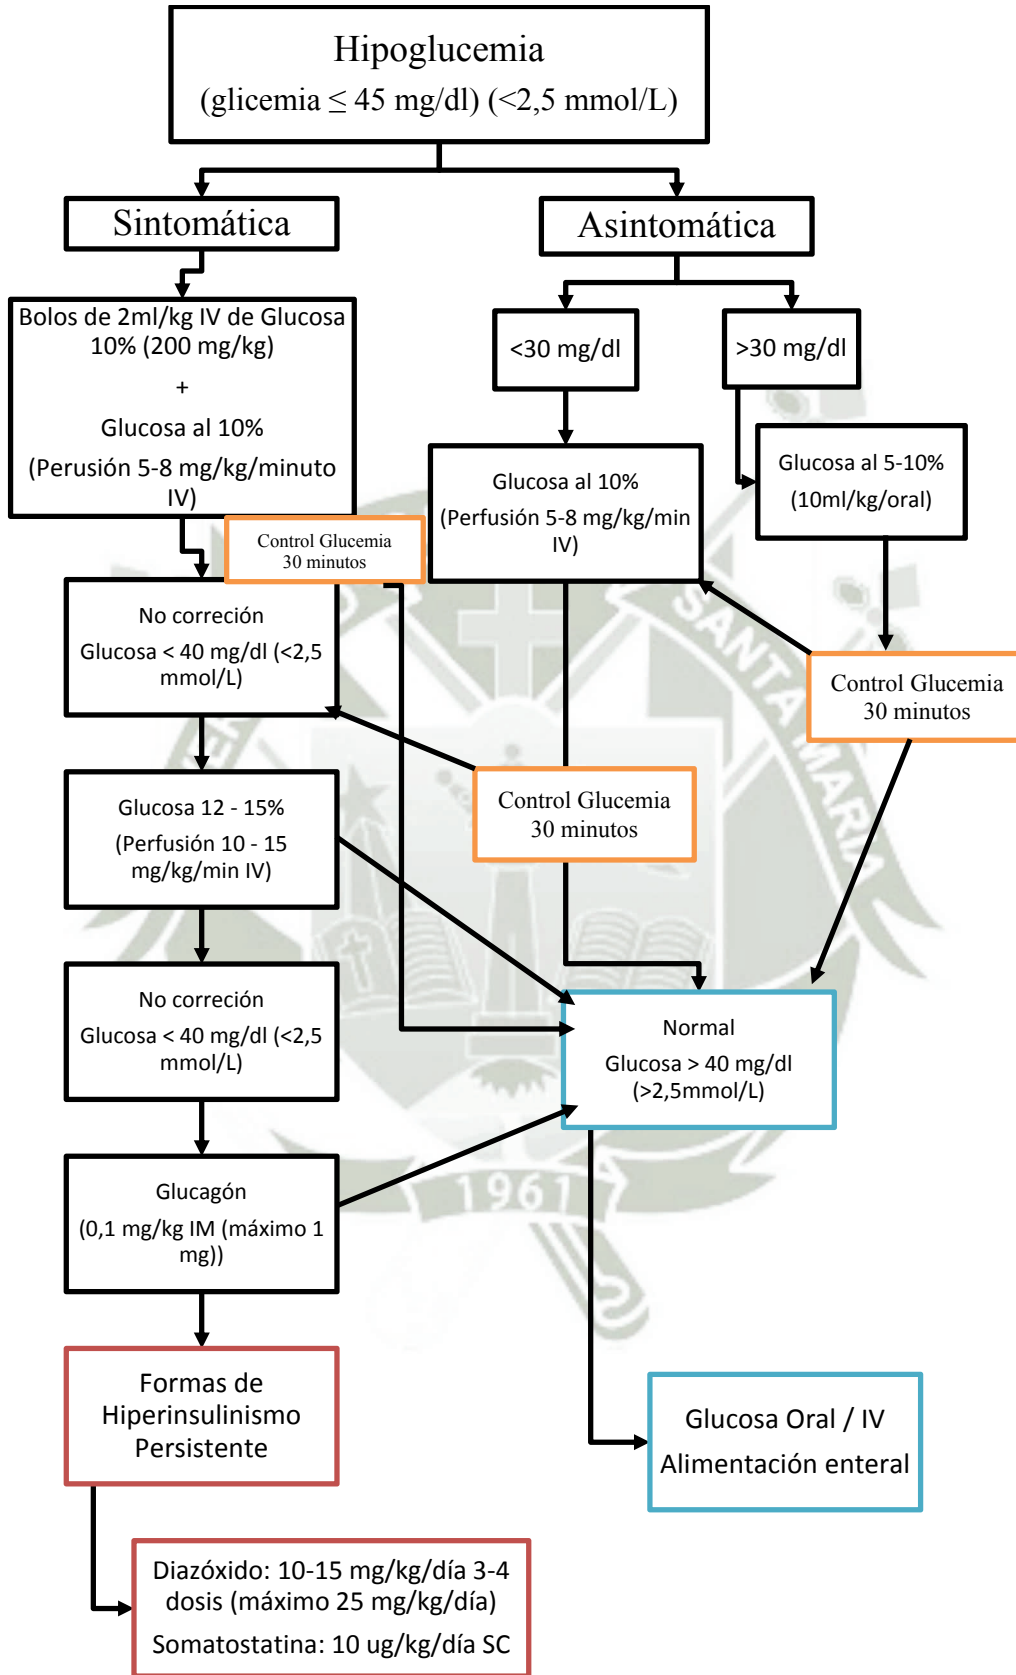 Hipoglucemia
(glicemia ≤ 45 mg/dl) (<2,5 mmol/L)
Sintomática
Asintomática
Bolos de 2ml/kg IV de Glucosa
10% (200 mg/kg)
+
Glucosa al 10%
(Perusión 5-8 mg/kg/minuto
IV)
<30 mg/dl
>30 mg/dl
Glucosa al 10%
(Perfusión 5-8 mg/kg/min
IV)
Glucosa al 5-10%
(10ml/kg/oral)
Control Glucemia
30 minutos
No correción
Glucosa < 40 mg/dl (<2,5
mmol/L)
SANTA MARIA
Control Glucemia
30 minutos
Control Glucemia
30 minutos
Glucosa 12 - 15%
(Perfusión 10 - 15
mg/kg/min IV)
No correción
Glucosa < 40 mg/dl (<2,5
mmol/L)
Normal
Glucosa > 40 mg/dl
(>2,5mmol/L)
Glucagón
(0,1 mg/kg IM (máximo 1
mg))
1961
Formas de
Hiperinsulinismo
Persistente
Glucosa Oral / IV
Alimentación enteral
Diazóxido: 10-15 mg/kg/día 3-4
dosis (máximo 25 mg/kg/día)
Somatostatina: 10 ug/kg/día SC